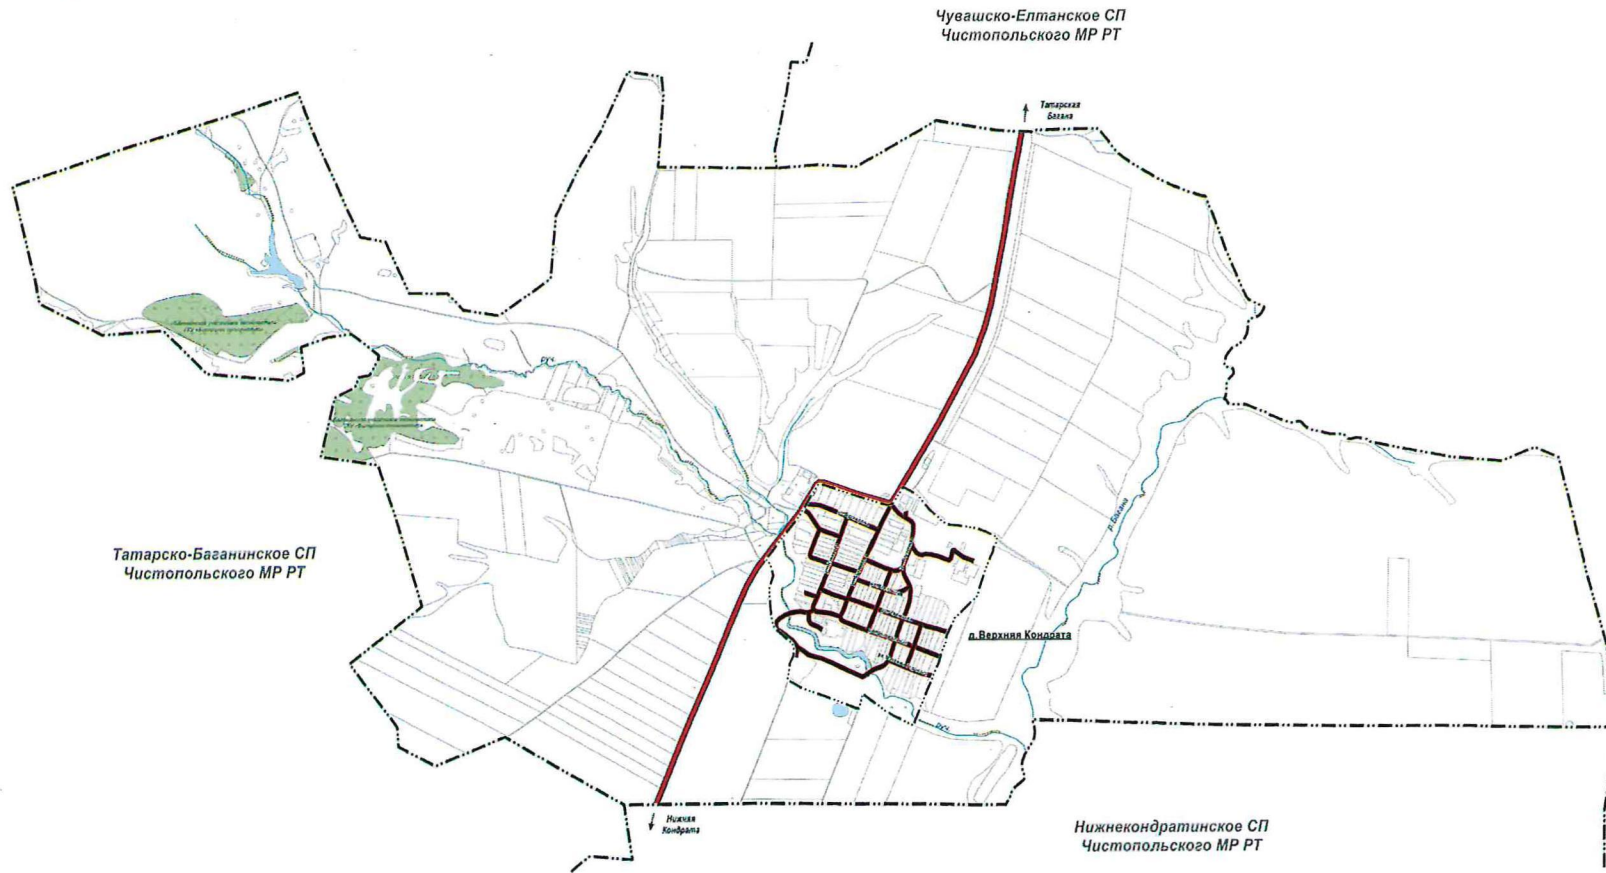 Чувашско-Елтанское СП
Чистопольского МР РТ
Татарская
Багана
руч.
р.Багана
Татарско-Баганинское СП
Чистопольского МР РТ
д.Верхняя Кондрата
руч.
Нижняя
Кондрата
Нижнекондратинское СП
Чистопольского МР РТ